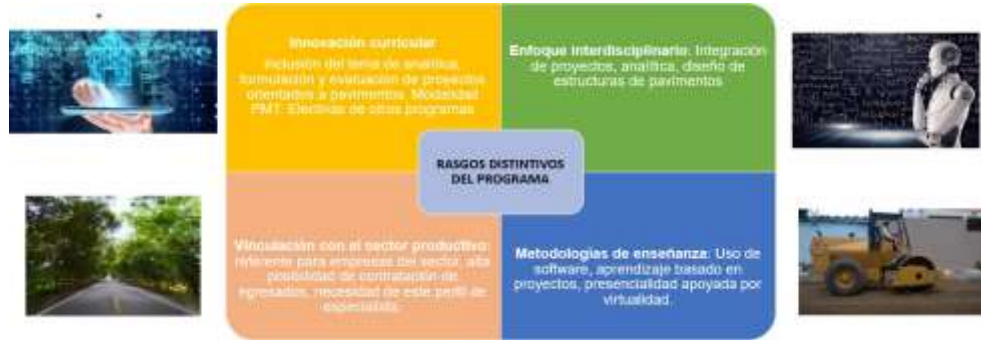 Innovación curricular
Inclusión del tema de analítica,
formulación y evaluación de proyectos
orientados a pavimentos. Modalidad
PMT. Electivas de otros programas
Enfoque interdisciplinario: Integración
de proyectos, analítica, diseño de
estructuras de pavimentos
RASGOS DISTINTIVOS
DEL PROGRAMA
Vinculación con el sector productivo:
referente para empresas del sector, alta
posibilidad de contratación de
egresados, necesidad de este perfil de
especialista.
Metodologías de enseñanza: Uso de
software, aprendizaje basado en
proyectos, presencialidad apoyada por
virtualidad.